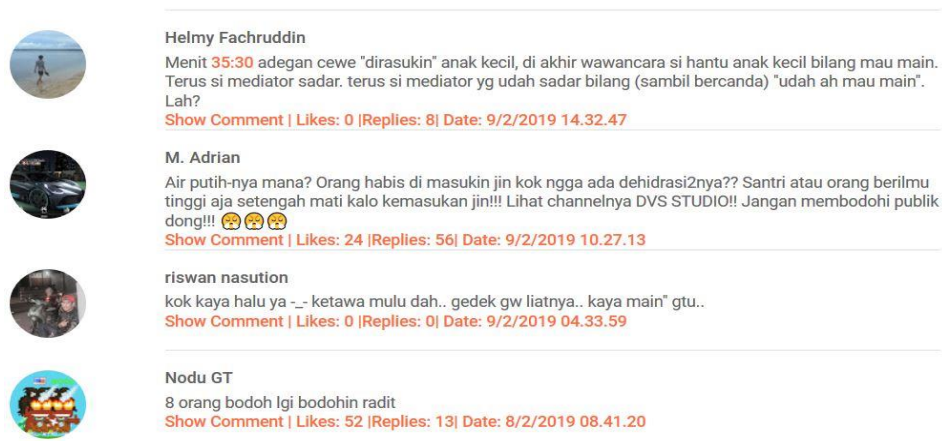 Helmy Fachruddin
Menit 35:30 adegan cewe "dirasukin" anak kecil, di akhir wawancara si hantu anak kecil bilang mau main.
Terus si mediator sadar. terus si mediator yg udah sadar bilang (sambil bercanda) "udah ah mau main".
Lah?
Show Comment | Likes: 0 |Replies: 8| Date: 9/2/2019 14.32.47
M. Adrian
Air putih-nya mana? Orang habis di masukin jin kok ngga ada dehidrasi2nya?? Santri atau orang berilmu
tinggi aja setengah mati kalo kemasukan jin!!! Lihat channelnya DVS STUDIO!! Jangan membodohi publik
dong!!! 😤😤😤
Show Comment | Likes: 24 |Replies: 56| Date: 9/2/2019 10.27.13
riswan nasution
kok kaya halu ya -_- ketawa mulu dah.. gedek gw liatnya.. kaya main" gtu..
Show Comment | Likes: 0 |Replies: 0| Date: 9/2/2019 04.33.59
Nodu GT
8 orang bodoh lgi bodohin radit
Show Comment | Likes: 52 |Replies: 13| Date: 8/2/2019 08.41.20